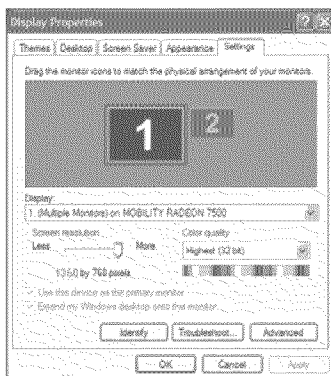 Display Properties
Themes Desktop Screen Saver Appearance Settings
Drag the monitor icons to match the physical arrangement of your monitors.
1 2
Display:
1. (Multiple Monitors) on MOBILITY RADEON 7500
Screen resolution Color quality
Less More Highest (32 bit)
by 768 pixels
Use this device as the primary monitor
Extend my Windows desktop onto this monitor
Identify Troubleshoot... Advanced
OK Cancel Apply